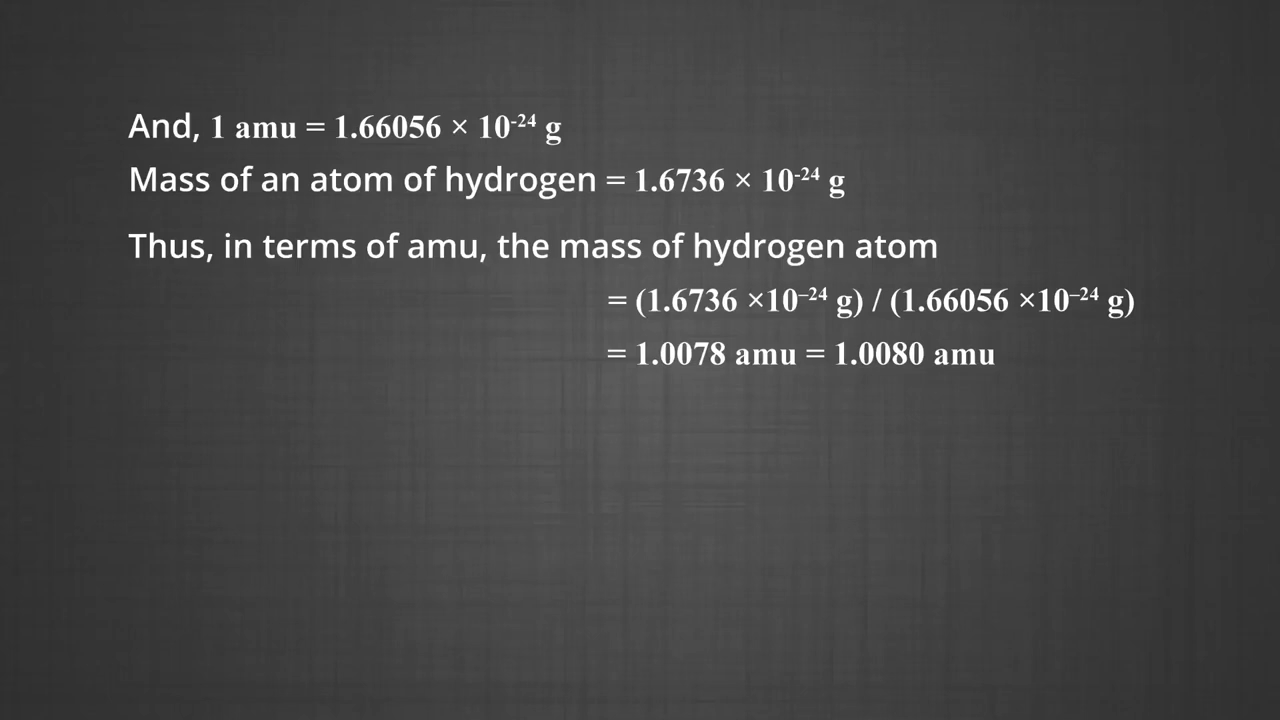 And, 1 amu = 1.66056 × 10⁻²⁴ g
Mass of an atom of hydrogen = 1.6736 × 10⁻²⁴ g
Thus, in terms of amu, the mass of hydrogen atom
= (1.6736 ×10⁻²⁴ g) / (1.66056 ×10⁻²⁴ g)
= 1.0078 amu = 1.0080 amu